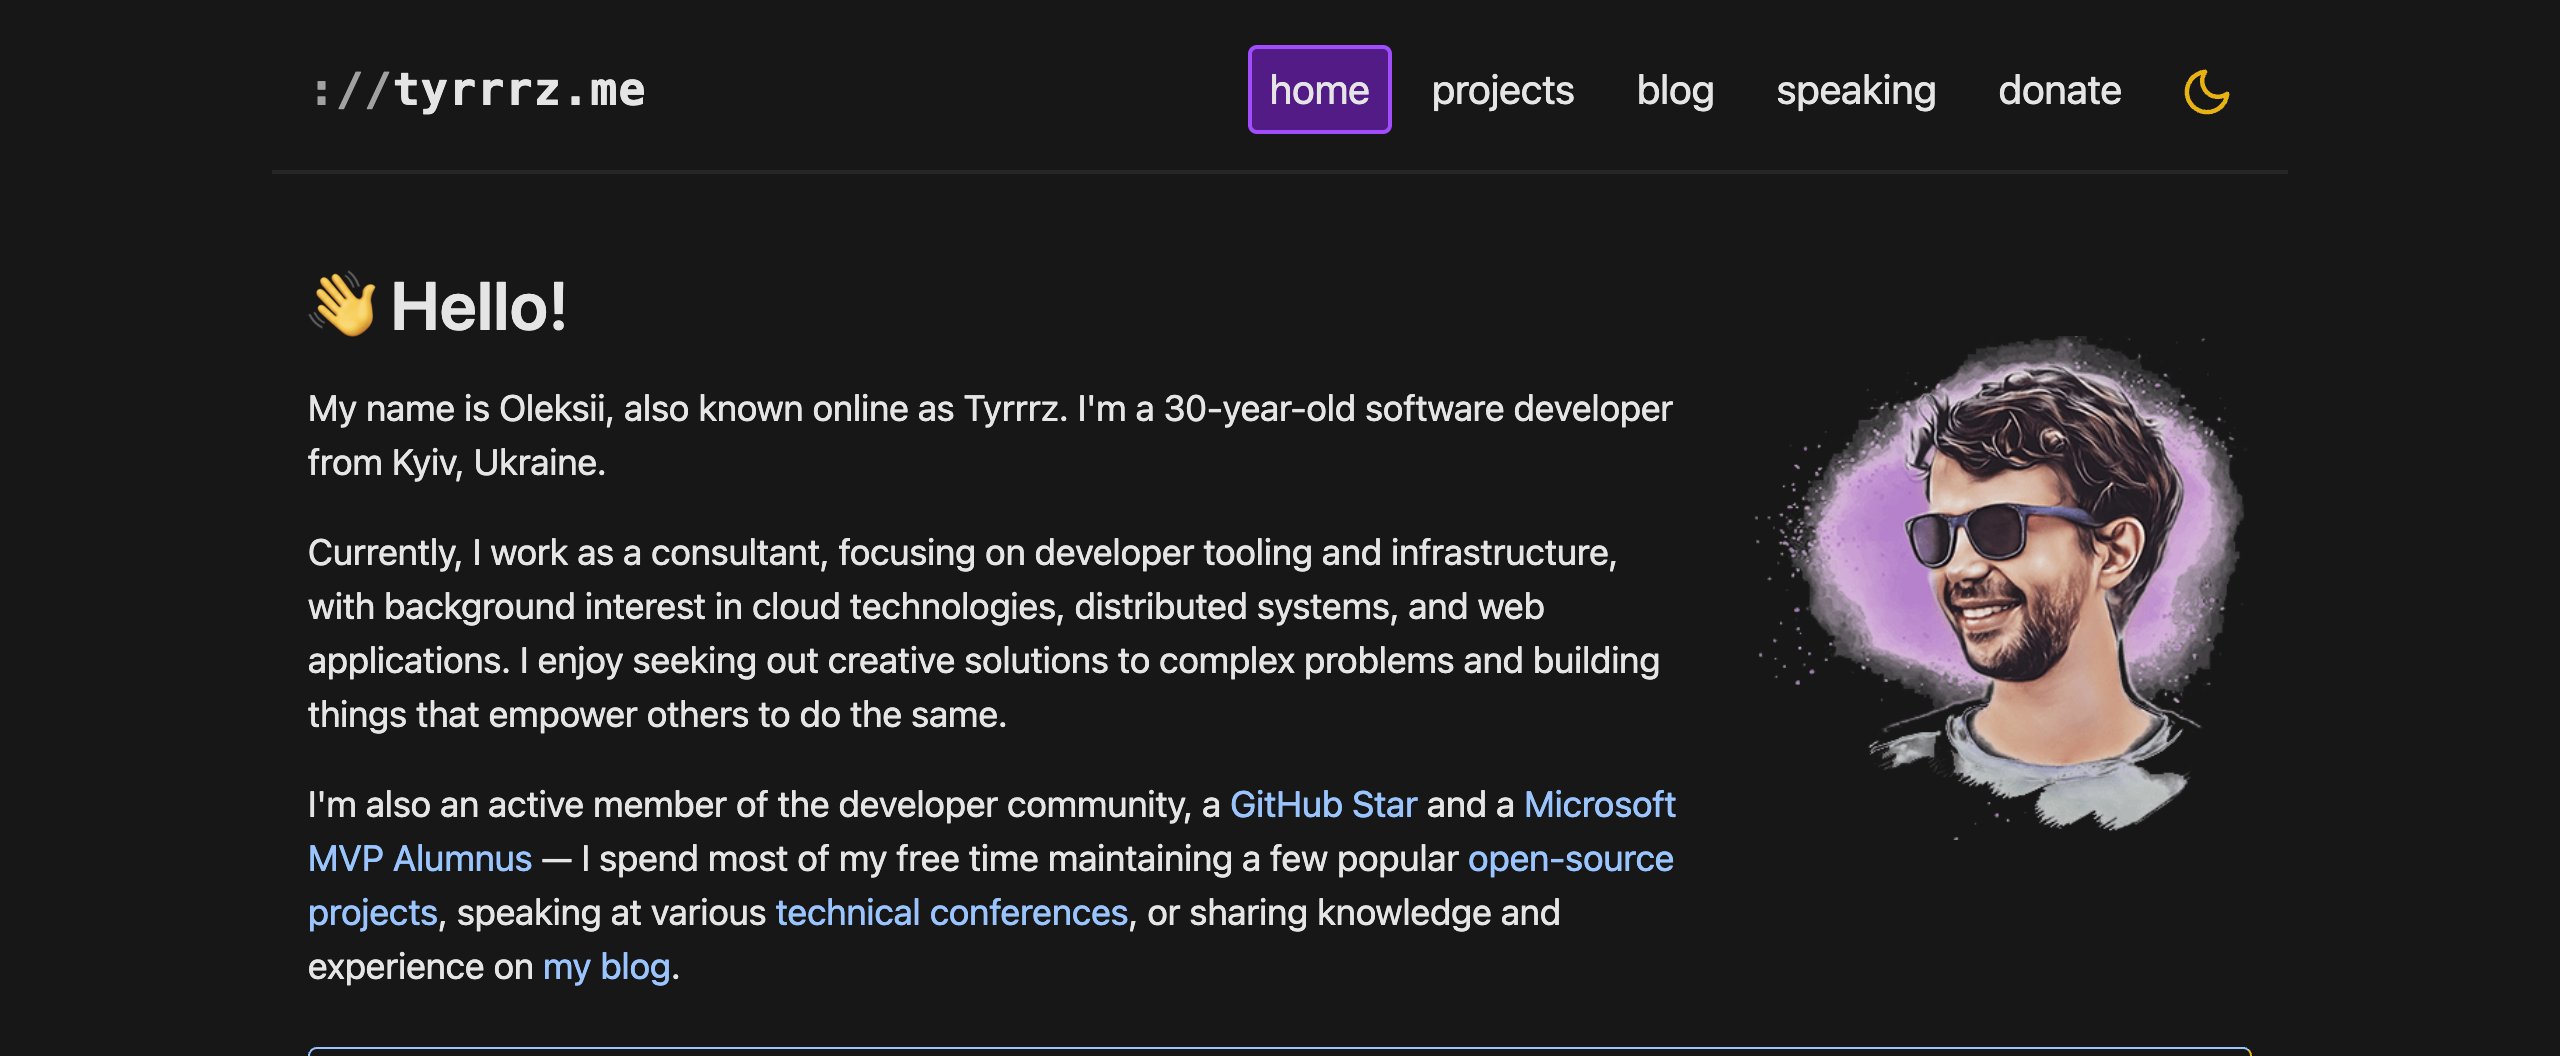 ://tyrrrz.me
home projects blog speaking donate
👋 Hello!
My name is Oleksii, also known online as Tyrrrz. I'm a 30-year-old software developer
from Kyiv, Ukraine.
Currently, I work as a consultant, focusing on developer tooling and infrastructure,
with background interest in cloud technologies, distributed systems, and web
applications. I enjoy seeking out creative solutions to complex problems and building
things that empower others to do the same.
I'm also an active member of the developer community, a GitHub Star and a Microsoft
MVP Alumnus — I spend most of my free time maintaining a few popular open-source
projects, speaking at various technical conferences, or sharing knowledge and
experience on my blog.